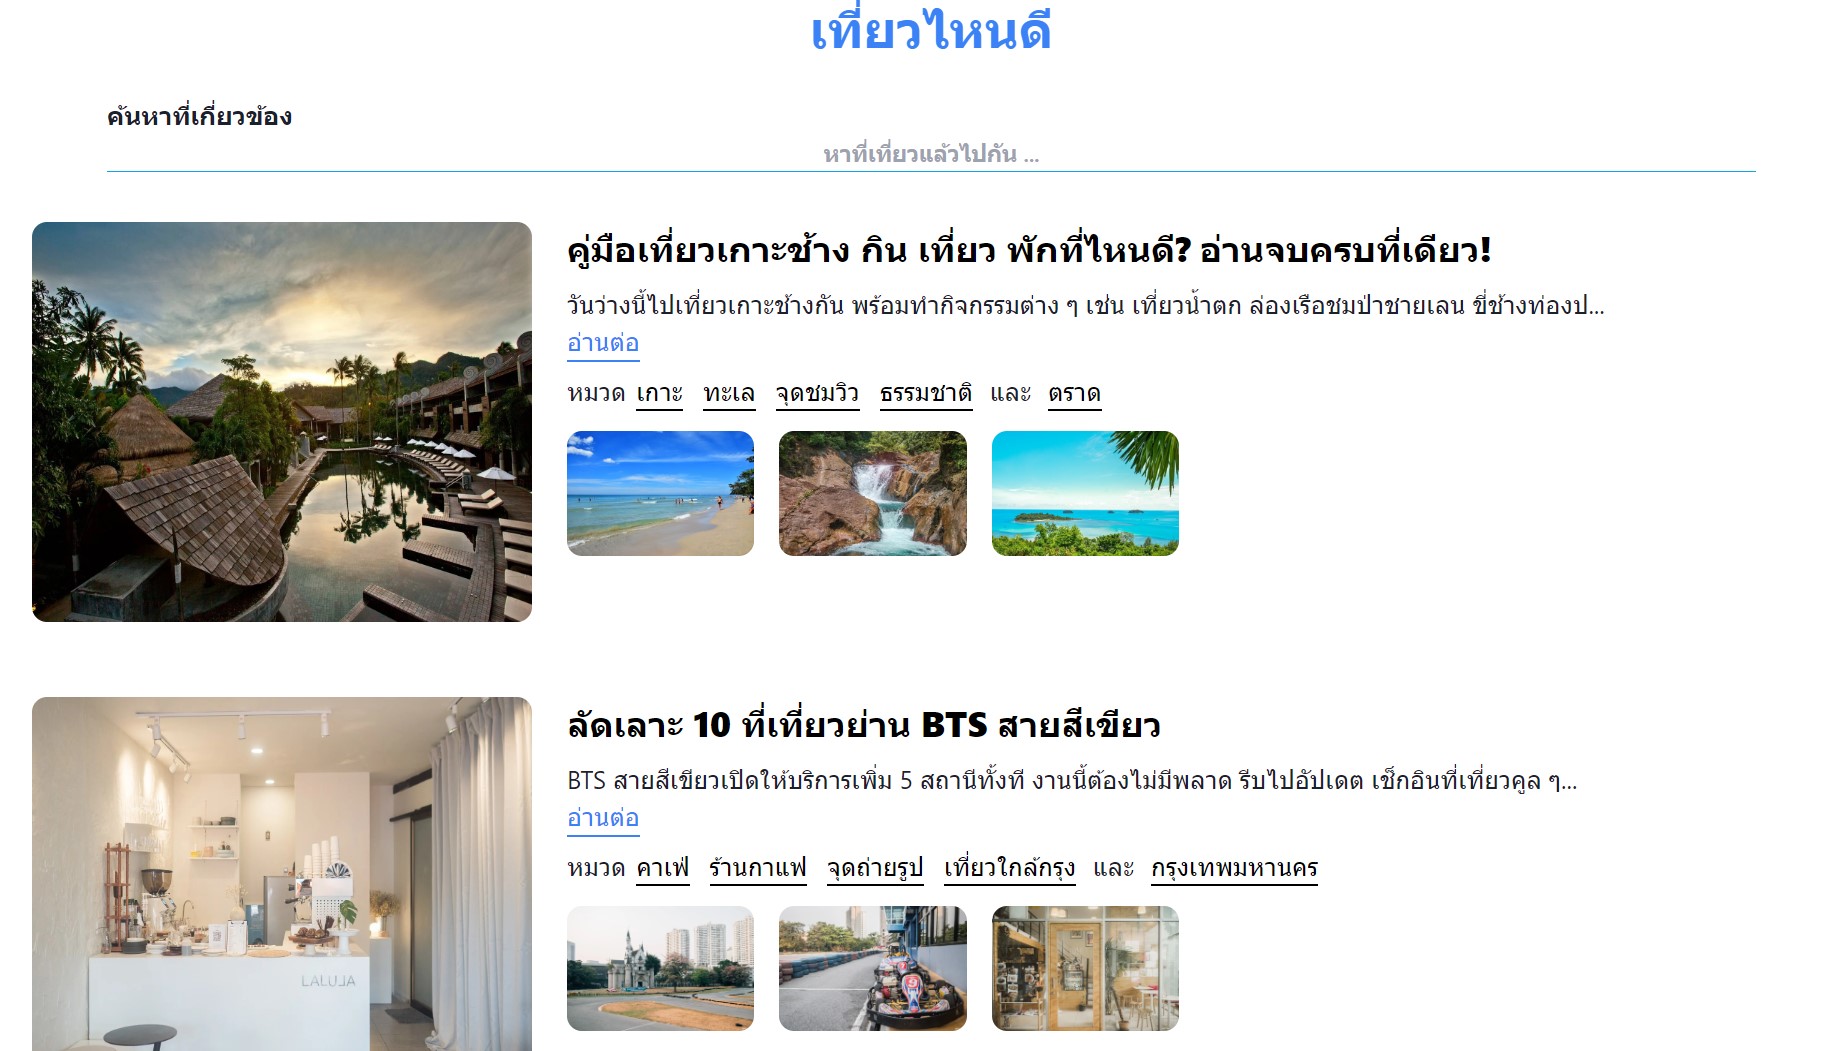 เที่ยวไหนดี
ค้นหาที่เกี่ยวข้อง
หาที่เที่ยวแล้วไปกัน ...
คู่มือเที่ยวเกาะช้าง กิน เที่ยว พักที่ไหนดี? อ่านจบครบที่เดียว!
วันว่างนี้ไปเที่ยวเกาะช้างกัน พร้อมทำกิจกรรมต่าง ๆ เช่น เที่ยวน้ำตก ล่องเรือชมป่าชายเลน ขี่ช้างท่องป...
อ่านต่อ
หมวด เกาะ ทะเล จุดชมวิว ธรรมชาติ และ ตราด
ลัดเลาะ 10 ที่เที่ยวย่าน BTS สายสีเขียว
BTS สายสีเขียวเปิดให้บริการเพิ่ม 5 สถานีทั้งที งานนี้ต้องไม่มีพลาด รีบไปอัปเดต เช็กอินที่เที่ยวคูล ๆ...
อ่านต่อ
หมวด คาเฟ่ ร้านกาแฟ จุดถ่ายรูป เที่ยวใกล้กรุง และ กรุงเทพมหานคร
LALULA